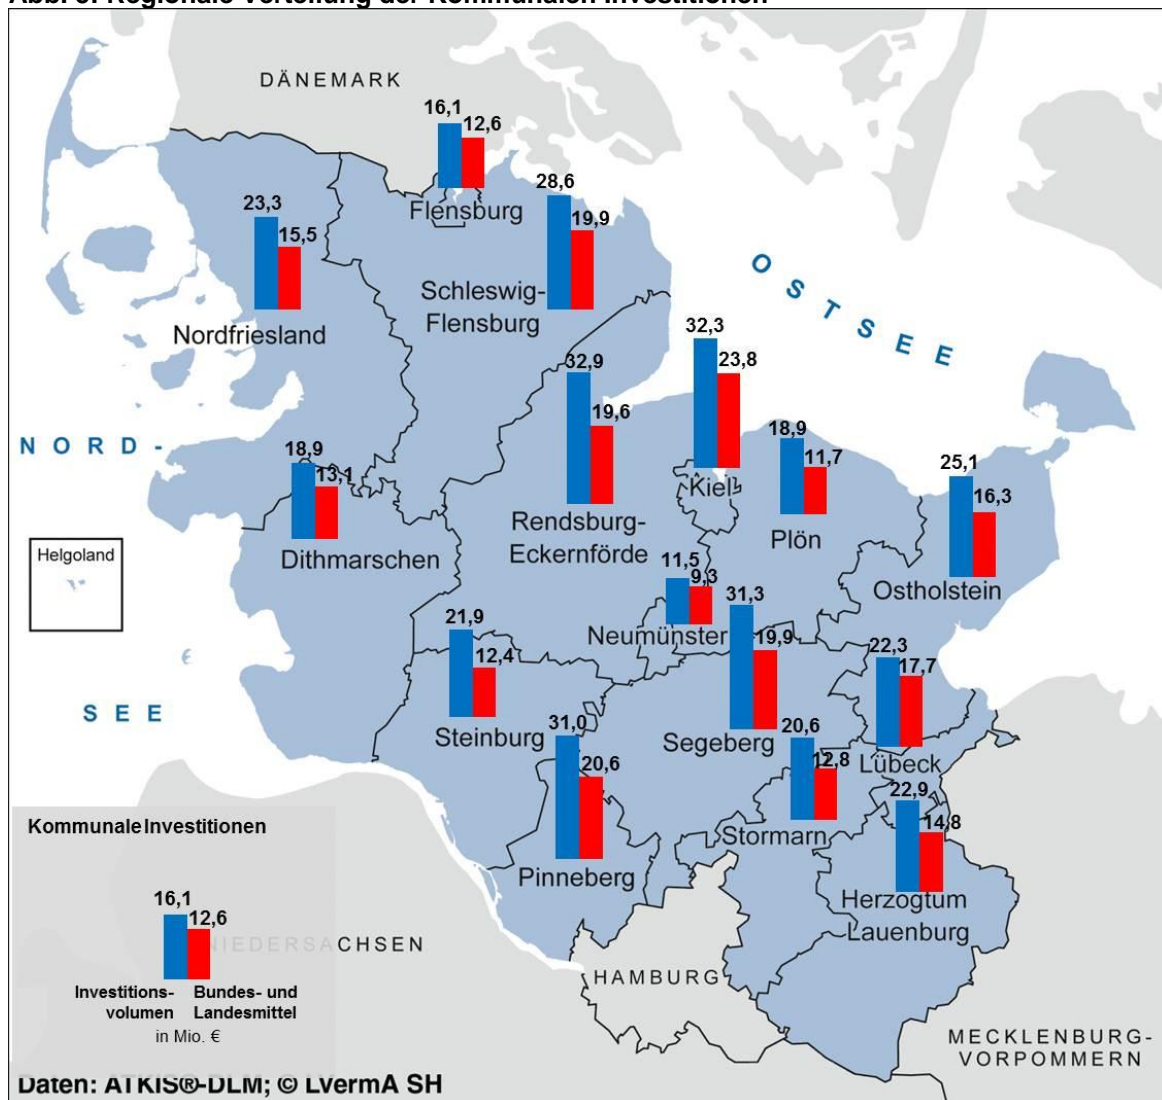 Abb. 3: Regionale Verteilung der Kommunalen Investitionen
DÄNEMARK
16,1
12,6
Flensburg
28,6
19,9
Schleswig-
Flensburg
23,3
15,5
Nordfriesland
OSTSEE
32,3
23,8
Kiel
32,9
19,6
Rendsburg-
Eckernförde
18,9
11,7
Plön
25,1
16,3
Ostholstein
NORD-
18,9
13,1
Dithmarschen
Helgoland
11,5
9,3
Neumünster
31,3
19,9
Segeberg
21,9
12,4
Steinburg
22,3
17,7
Lübeck
SEE
31,0
20,6
Pinneberg
20,6
12,8
Stormarn
22,9
14,8
Herzogtum
Lauenburg
Kommunale Investitionen
16,1
12,6
NIEDERSACHSEN
Investitions-
volumen
Bundes- und
Landesmittel
in Mio. €
HAMBURG
MECKLENBURG-
VORPOMMERN
Daten: ATKIS®-DLM; © LVermA SH